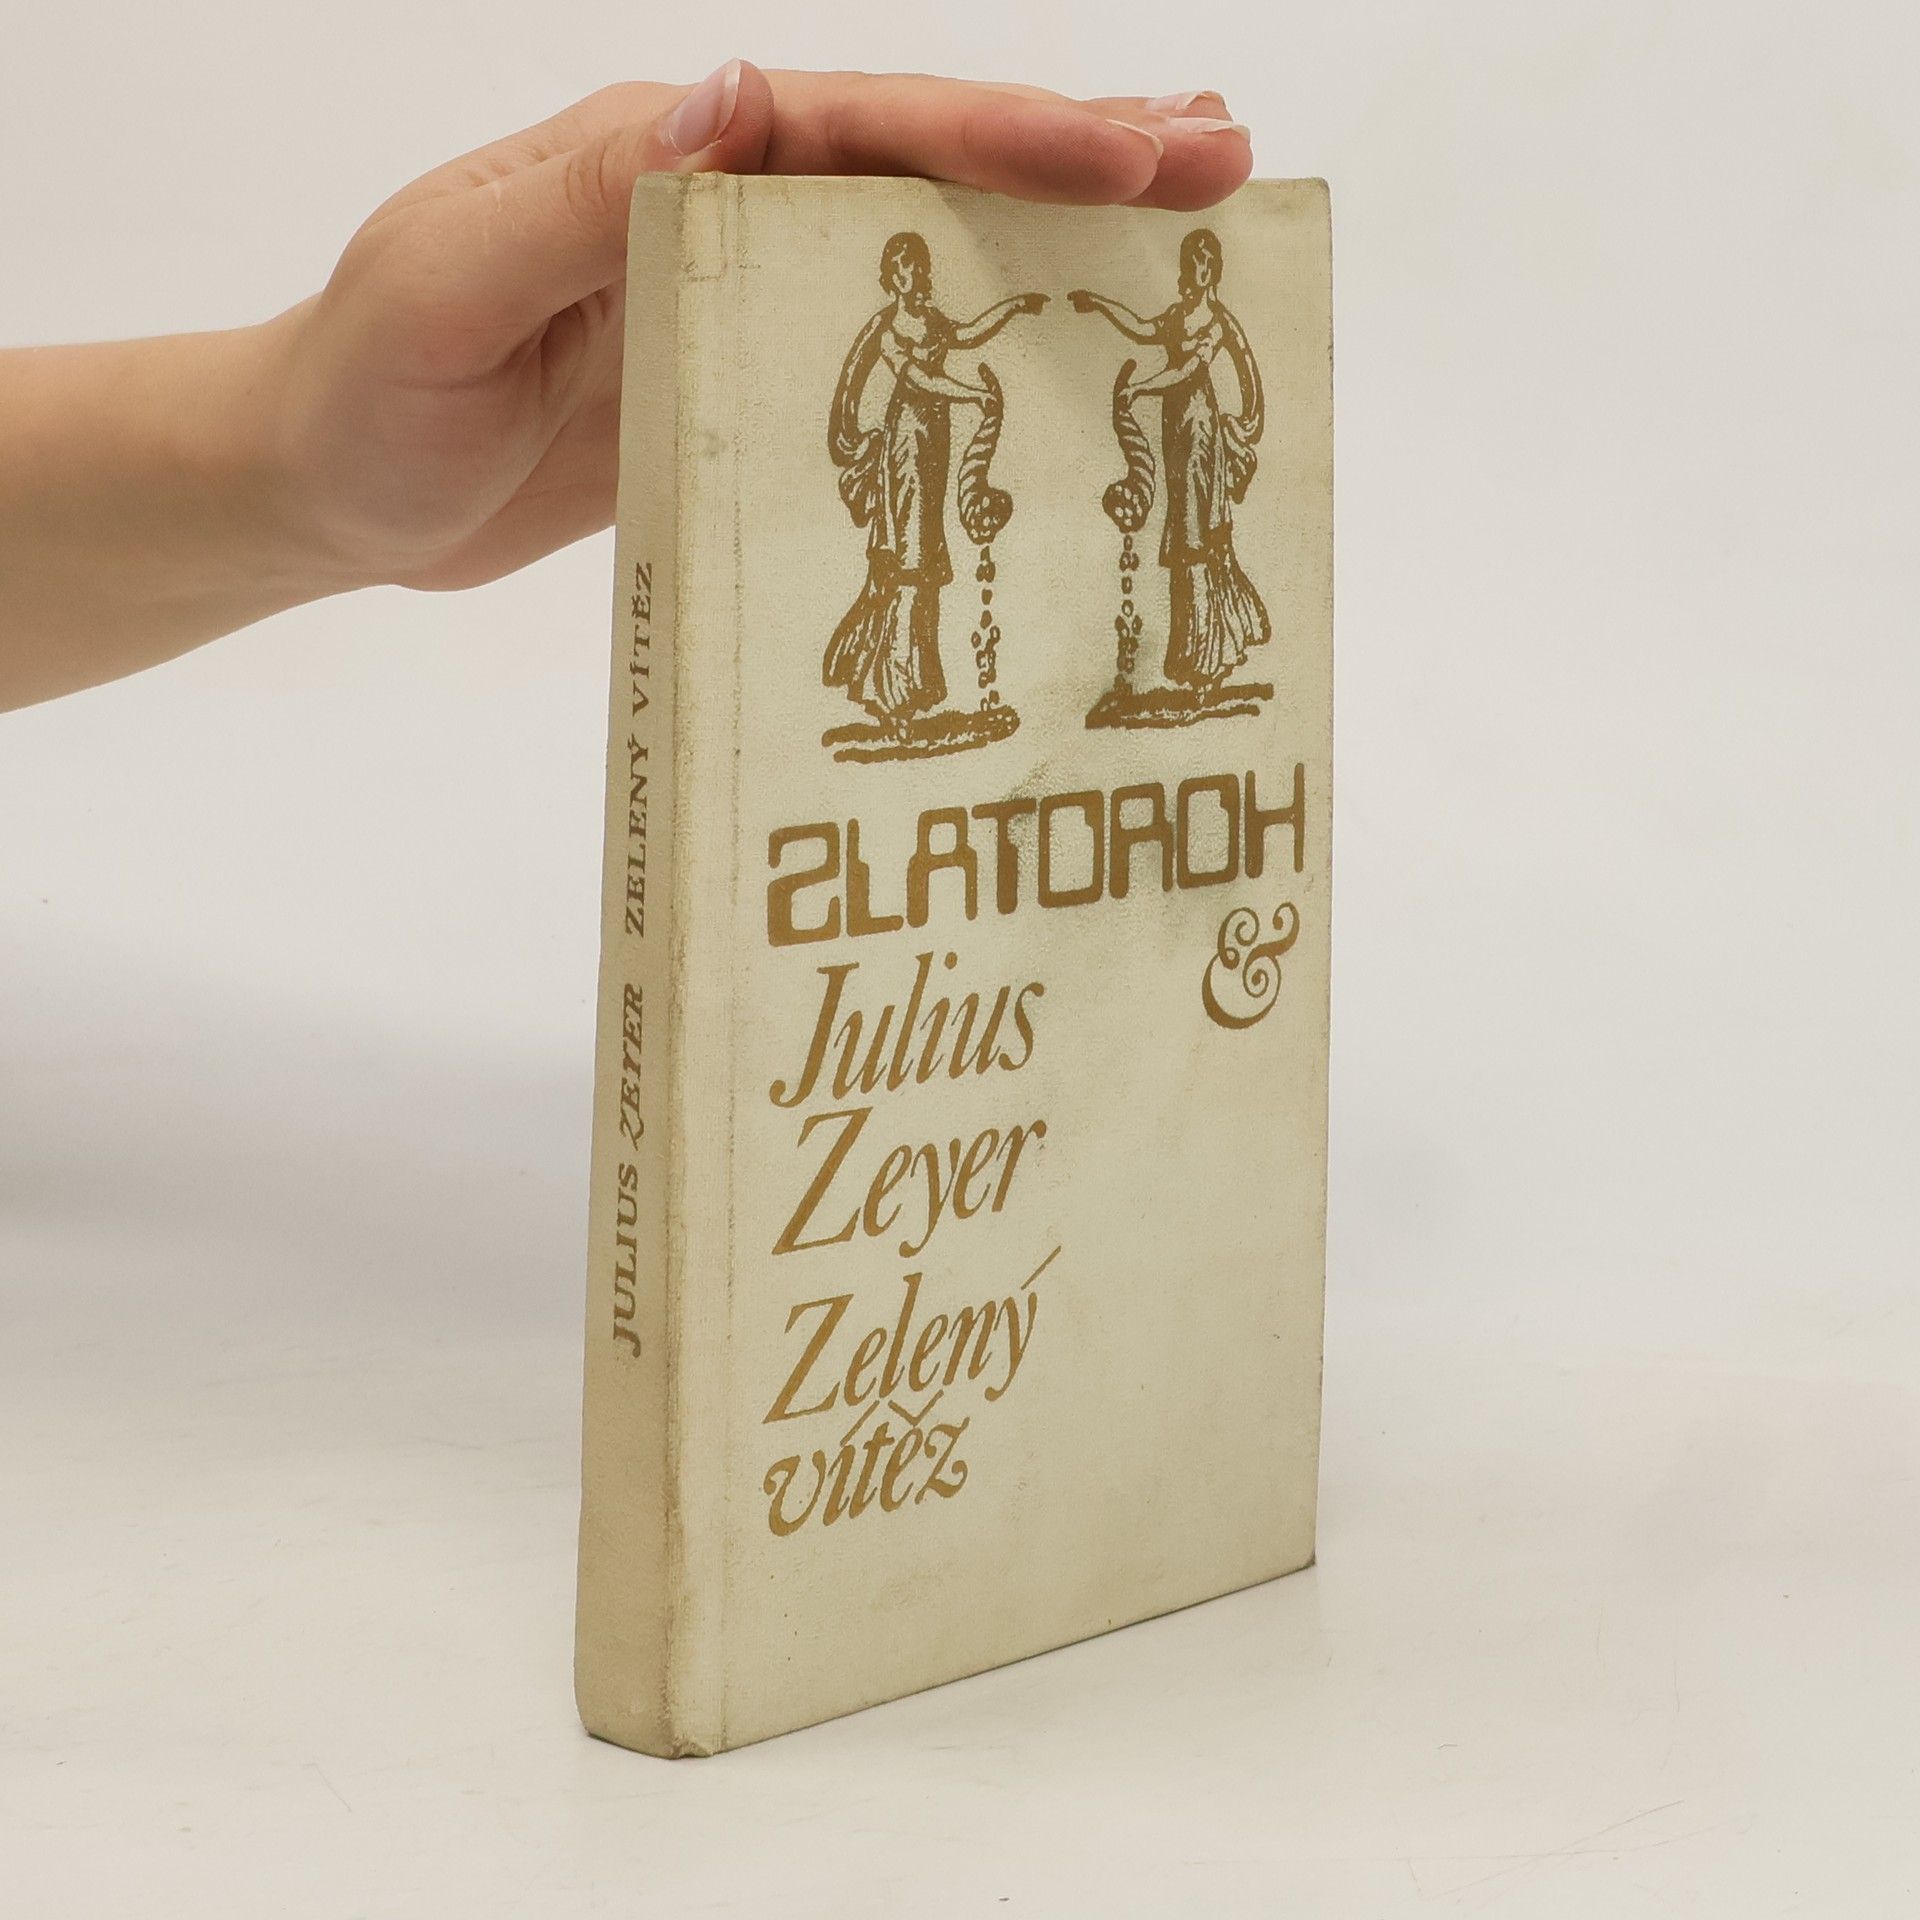 ZLATOROH
&
Julius
Zeyer
Zelený
vítěz
JULIUS ZEYER ZELENÝ VÍTĚZ